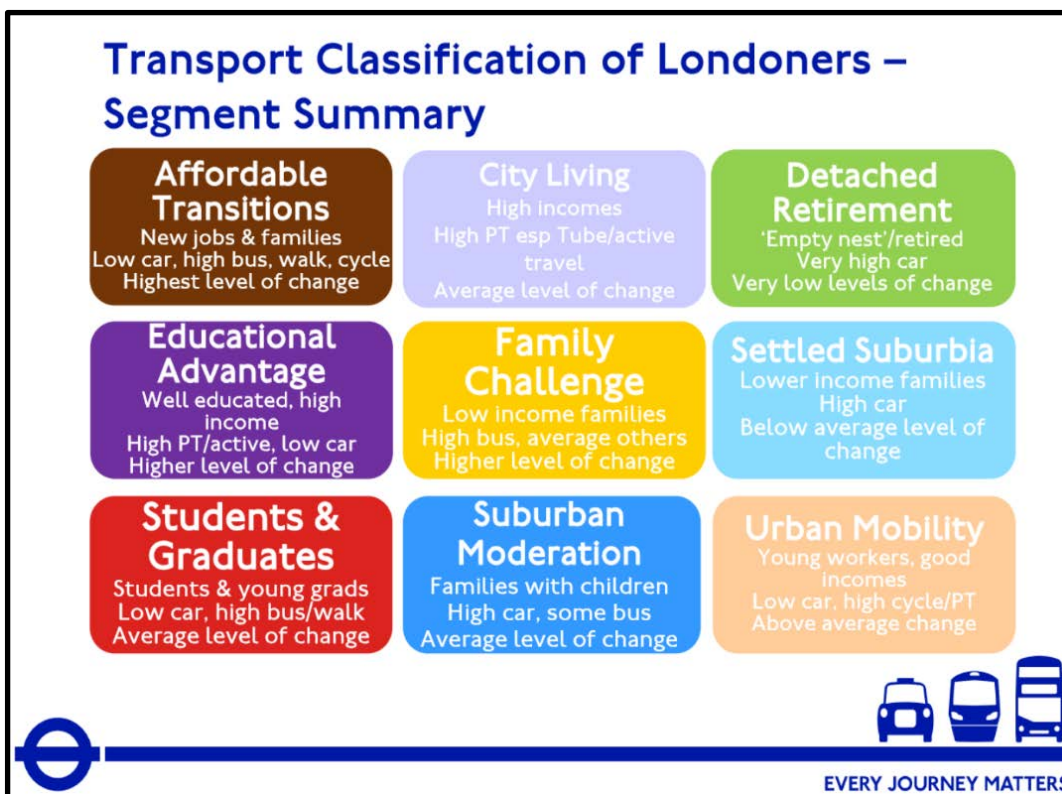 Transport Classification of Londoners –
Segment Summary
Affordable
Transitions
New jobs & families
Low car, high bus, walk, cycle
Highest level of change
City Living
High incomes
High PT esp Tube/active
travel
Average level of change
Detached
Retirement
‘Empty nest’/retired
Very high car
Very low levels of change
Educational
Advantage
Well educated, high
income
High PT/active, low car
Higher level of change
Family
Challenge
Low income families
High bus, average others
Higher level of change
Settled Suburbia
Lower income families
High car
Below average level of
change
Students &
Graduates
Students & young grads
Low car, high bus/walk
Average level of change
Suburban
Moderation
Families with children
High car, some bus
Average level of change
Urban Mobility
Young workers, good
incomes
Low car, high cycle/PT
Above average change
EVERY JOURNEY MATTERS